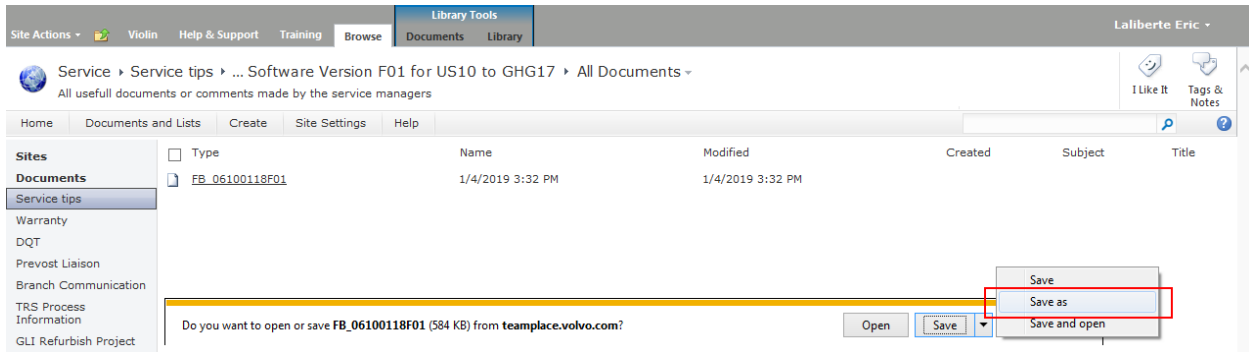 Library Tools
Site Actions Violin Help & Support Training Browse Documents Library Laliberte Eric
Service Service tips ... Software Version F01 for US10 to GHG17 All Documents
All usefull documents or comments made by the service managers
I Like It Tags &
Notes
Home Documents and Lists Create Site Settings Help
Sites Type Name Modified Created Subject Title
Documents FB_06100118F01 1/4/2019 3:32 PM 1/4/2019 3:32 PM
Service tips
Warranty
DQT
Prevost Liaison
Branch Communication Save
TRS Process Save as
Information Do you want to open or save FB_06100118F01 (584 KB) from teamplace.volvo.com? Open Save Save and open
GLI Refurbish Project